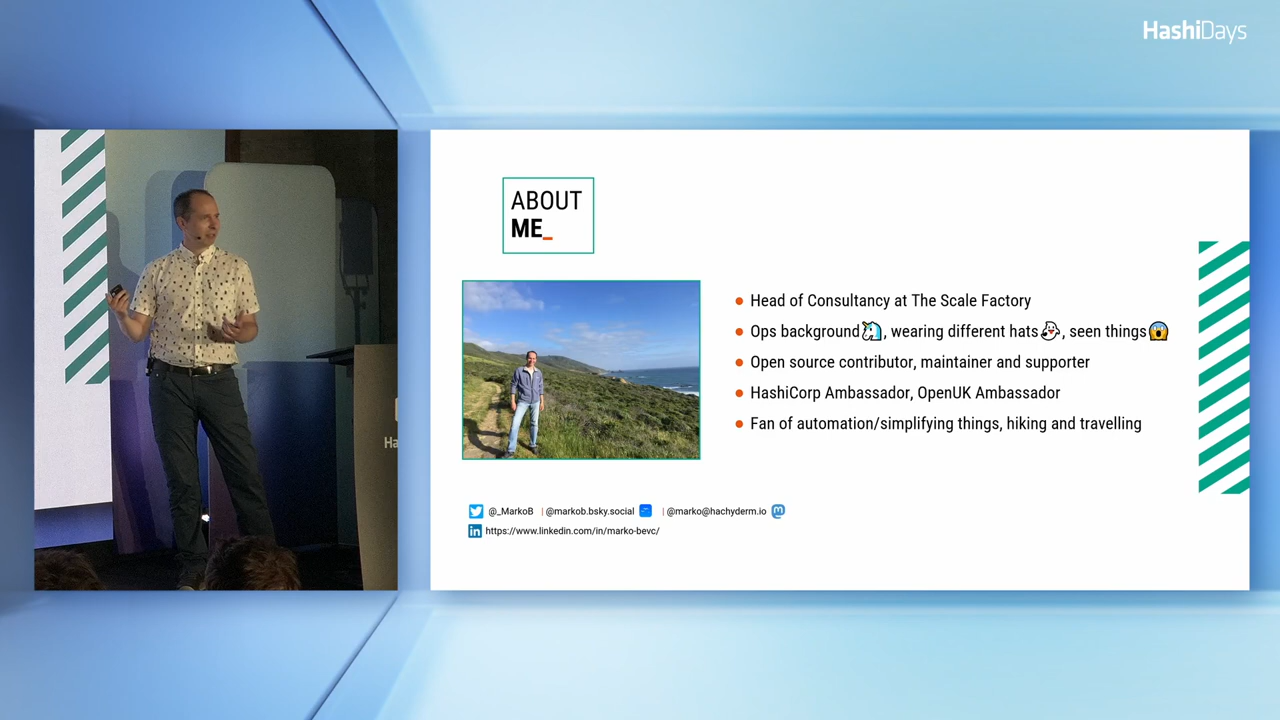 HashiDays
ABOUT
ME_
Head of Consultancy at The Scale Factory
Ops background🦄, wearing different hats👻, seen things😱
Open source contributor, maintainer and supporter
HashiCorp Ambassador, OpenUK Ambassador
Fan of automation/simplifying things, hiking and travelling
@_MarkoB | @markob.bsky.social | @marko@hachyderm.io
https://www.linkedin.com/in/marko-bevc/
Ha